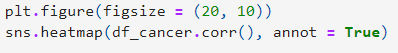 plt.figure(figsize = (20, 10))
sns.heatmap(df_cancer.corr(), annot = True)